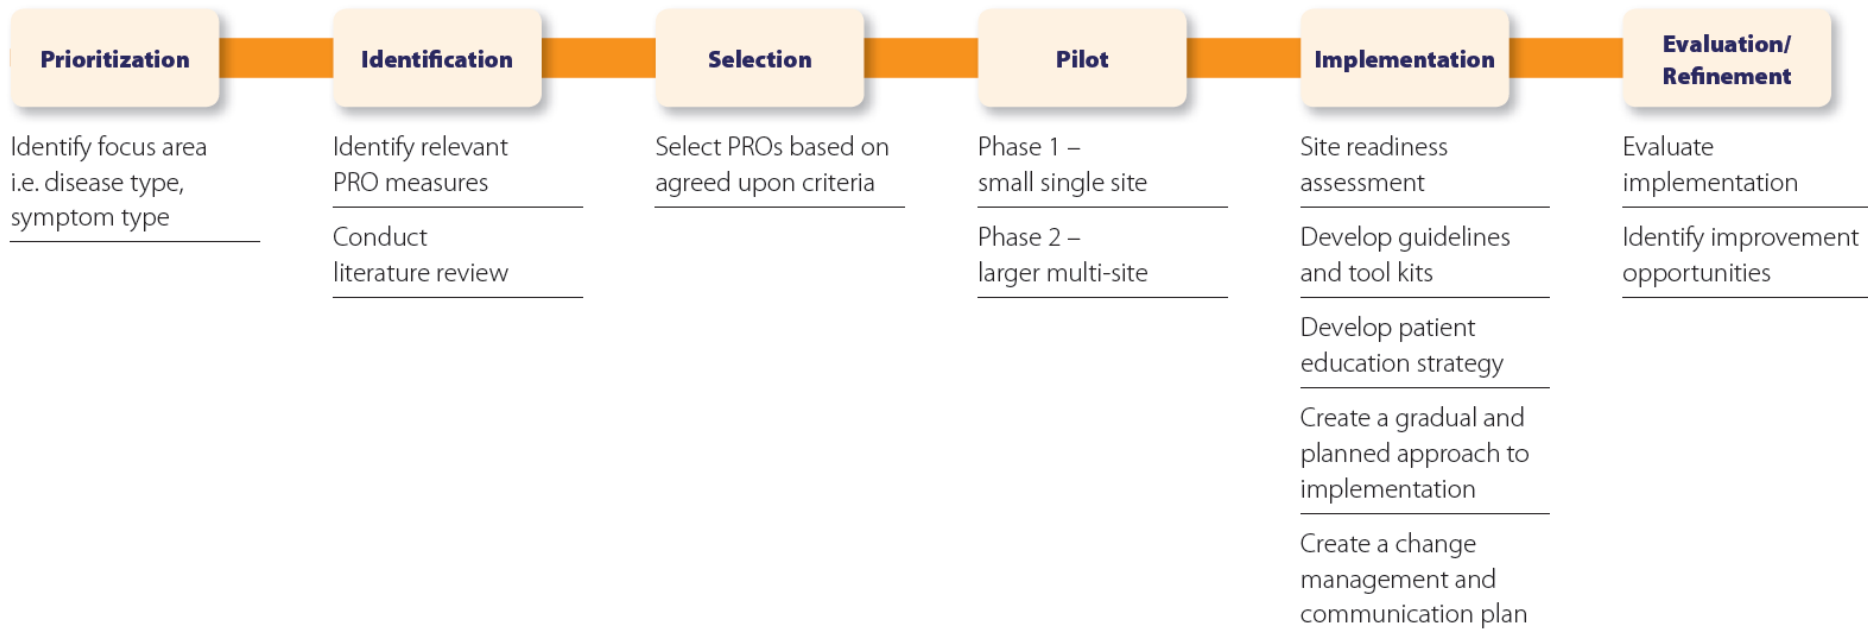 Prioritization
Identify focus area
i.e. disease type,
symptom type
Identification
Identify relevant
PRO measures
Conduct
literature review
Selection
Select PROs based on
agreed upon criteria
Pilot
Phase 1 –
small single site
Phase 2 –
larger multi-site
Implementation
Site readiness
assessment
Develop guidelines
and tool kits
Develop patient
education strategy
Create a gradual and
planned approach to
implementation
Create a change
management and
communication plan
Evaluation/
Refinement
Evaluate
implementation
Identify improvement
opportunities